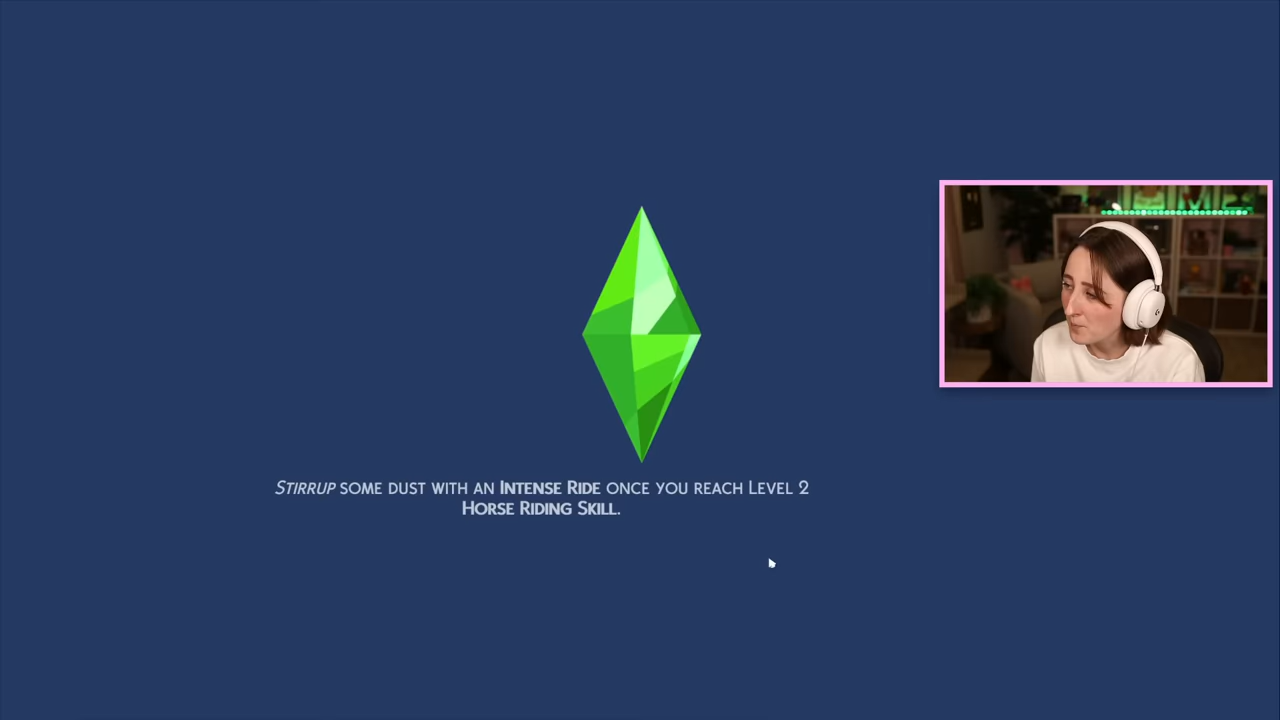 Stirrup some dust with an Intense Ride once you reach Level 2
Horse Riding Skill.